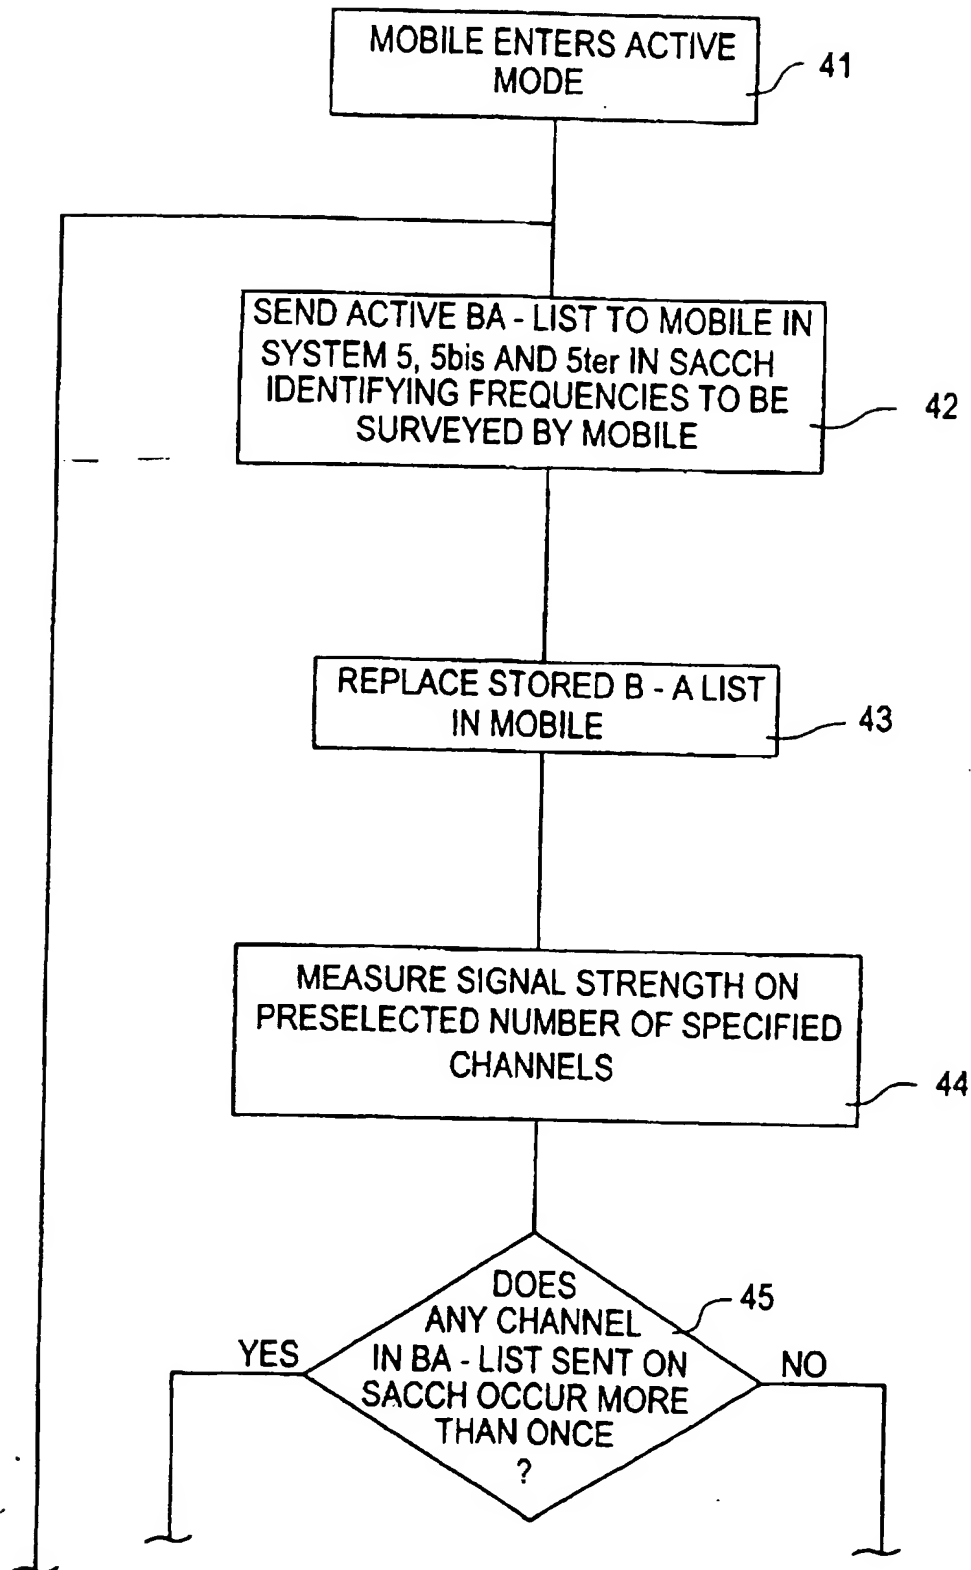 MOBILE ENTERS ACTIVE
MODE
41
SEND ACTIVE BA - LIST TO MOBILE IN
SYSTEM 5, 5bis AND 5ter IN SACCH
IDENTIFYING FREQUENCIES TO BE
SURVEYED BY MOBILE
42
REPLACE STORED B - A LIST
IN MOBILE
43
MEASURE SIGNAL STRENGTH ON
PRESELECTED NUMBER OF SPECIFIED
CHANNELS
44
DOES
ANY CHANNEL
IN BA - LIST SENT ON
SACCH OCCUR MORE
THAN ONCE
?
45
YES
NO